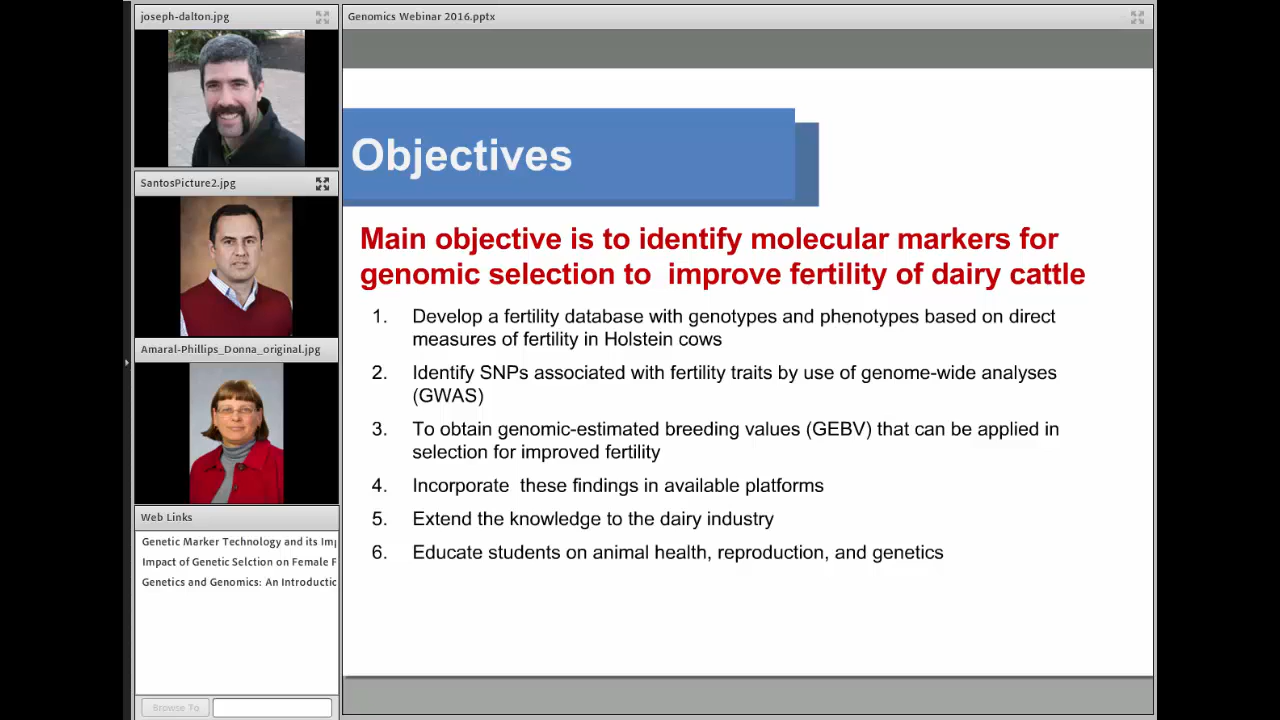 joseph-dalton.jpg
SantosPicture2.jpg
Amaral-Phillips_Donna_original.jpg
Web Links
Genetic Marker Technology and its Im
Impact of Genetic Selction on Female F
Genetics and Genomics: An Introductic
Browse To
Genomics Webinar 2016.pptx
Objectives
Main objective is to identify molecular markers for
genomic selection to improve fertility of dairy cattle
1. Develop a fertility database with genotypes and phenotypes based on direct
measures of fertility in Holstein cows
2. Identify SNPs associated with fertility traits by use of genome-wide analyses
(GWAS)
3. To obtain genomic-estimated breeding values (GEBV) that can be applied in
selection for improved fertility
4. Incorporate these findings in available platforms
5. Extend the knowledge to the dairy industry
6. Educate students on animal health, reproduction, and genetics